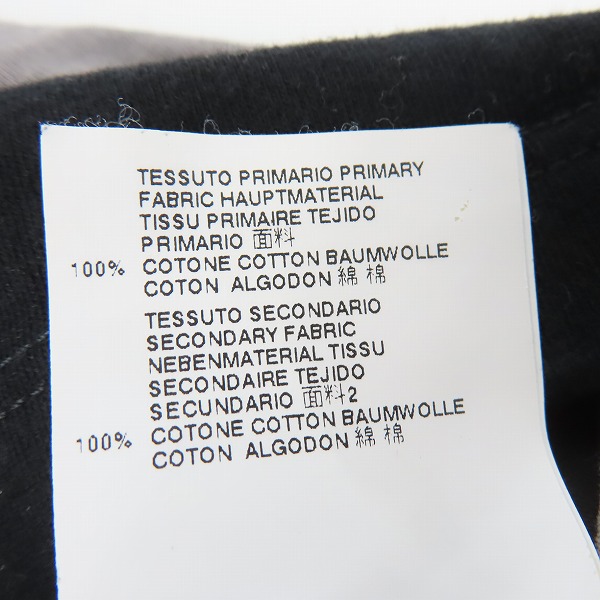 TESSUTO PRIMARIO PRIMARY
FABRIC HAUPTMATERIAL
TISSU PRIMAIRE TEJIDO
PRIMARIO 面料
100% COTONE COTTON BAUMWOLLE
COTON ALGODON 綿 棉
TESSUTO SECONDARIO
SECONDARY FABRIC
NEBENMATERIAL TISSU
SECONDAIRE TEJIDO
SECUNDARIO 面料2
100% COTONE COTTON BAUMWOLLE
COTON ALGODON 綿 棉